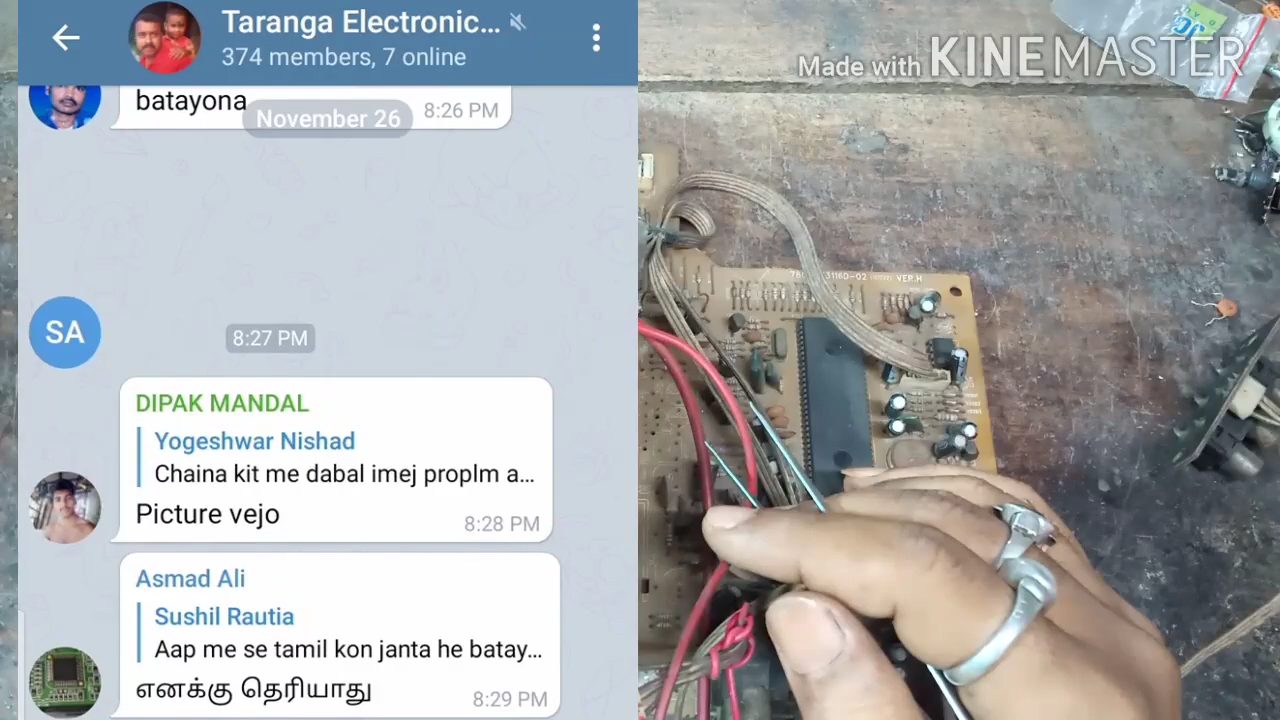 Taranga Electronic...
374 members, 7 online
batayona
8:26 PM
November 26
SA
8:27 PM
DIPAK MANDAL
Yogeshwar Nishad
Chaina kit me dabal imej proplm a...
Picture vejo
8:28 PM
Asmad Ali
Sushil Rautia
Aap me se tamil kon janta he batay...
எனக்கு தெரியாது
8:29 PM
Made with KINEMASTER
VER.H